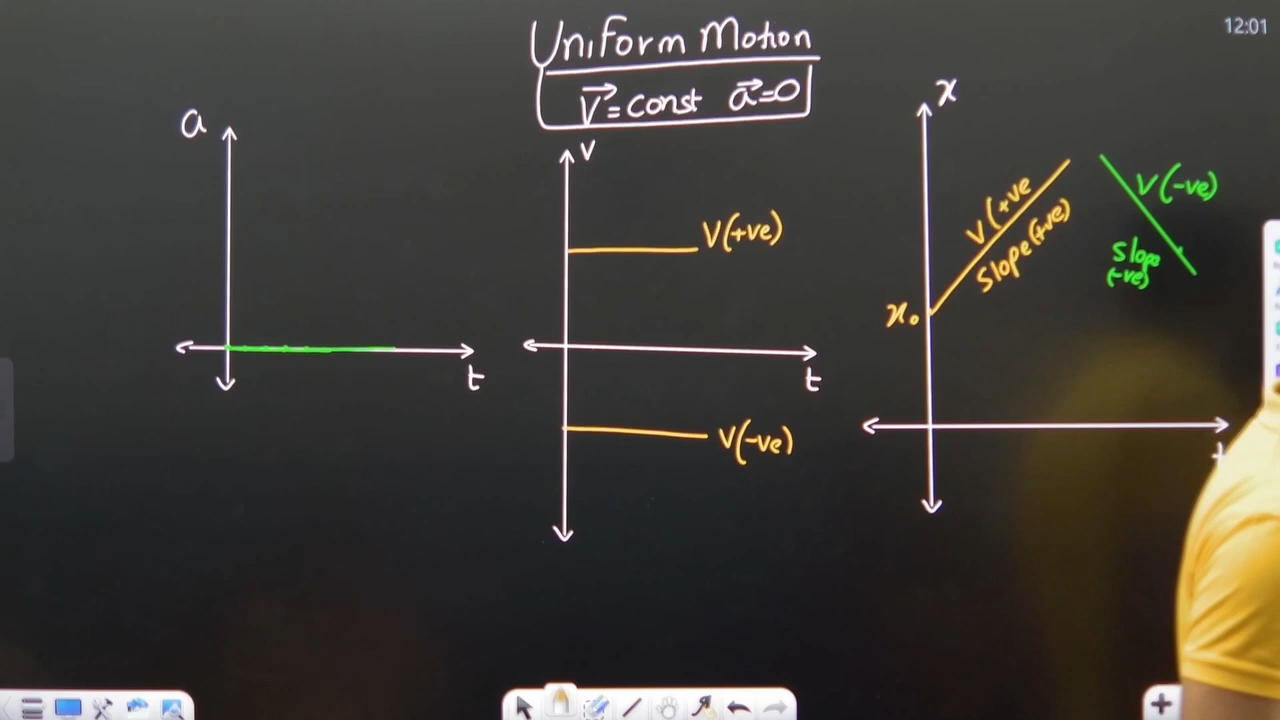 12:01
Uniform Motion
V⃗ = const a⃗ = 0
a
t
V
V(+ve)
t
V(-ve)
x
V(+ve
Slope(+ve)
x₀
V(-ve)
Slope
(-ve)
t